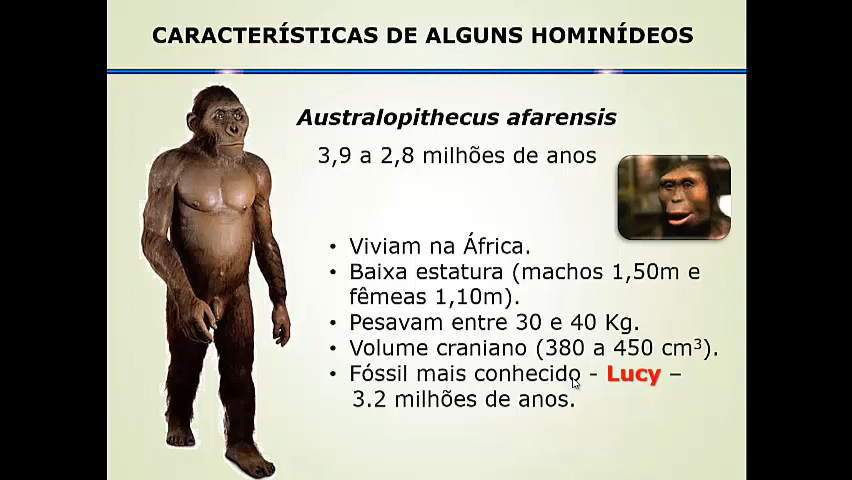 CARACTERÍSTICAS DE ALGUNS HOMINÍDEOS
Australopithecus afarensis
3,9 a 2,8 milhões de anos
• Viviam na África.
• Baixa estatura (machos 1,50m e
fêmeas 1,10m).
• Pesavam entre 30 e 40 Kg.
• Volume craniano (380 a 450 cm³).
• Fóssil mais conhecido - Lucy –
3.2 milhões de anos.